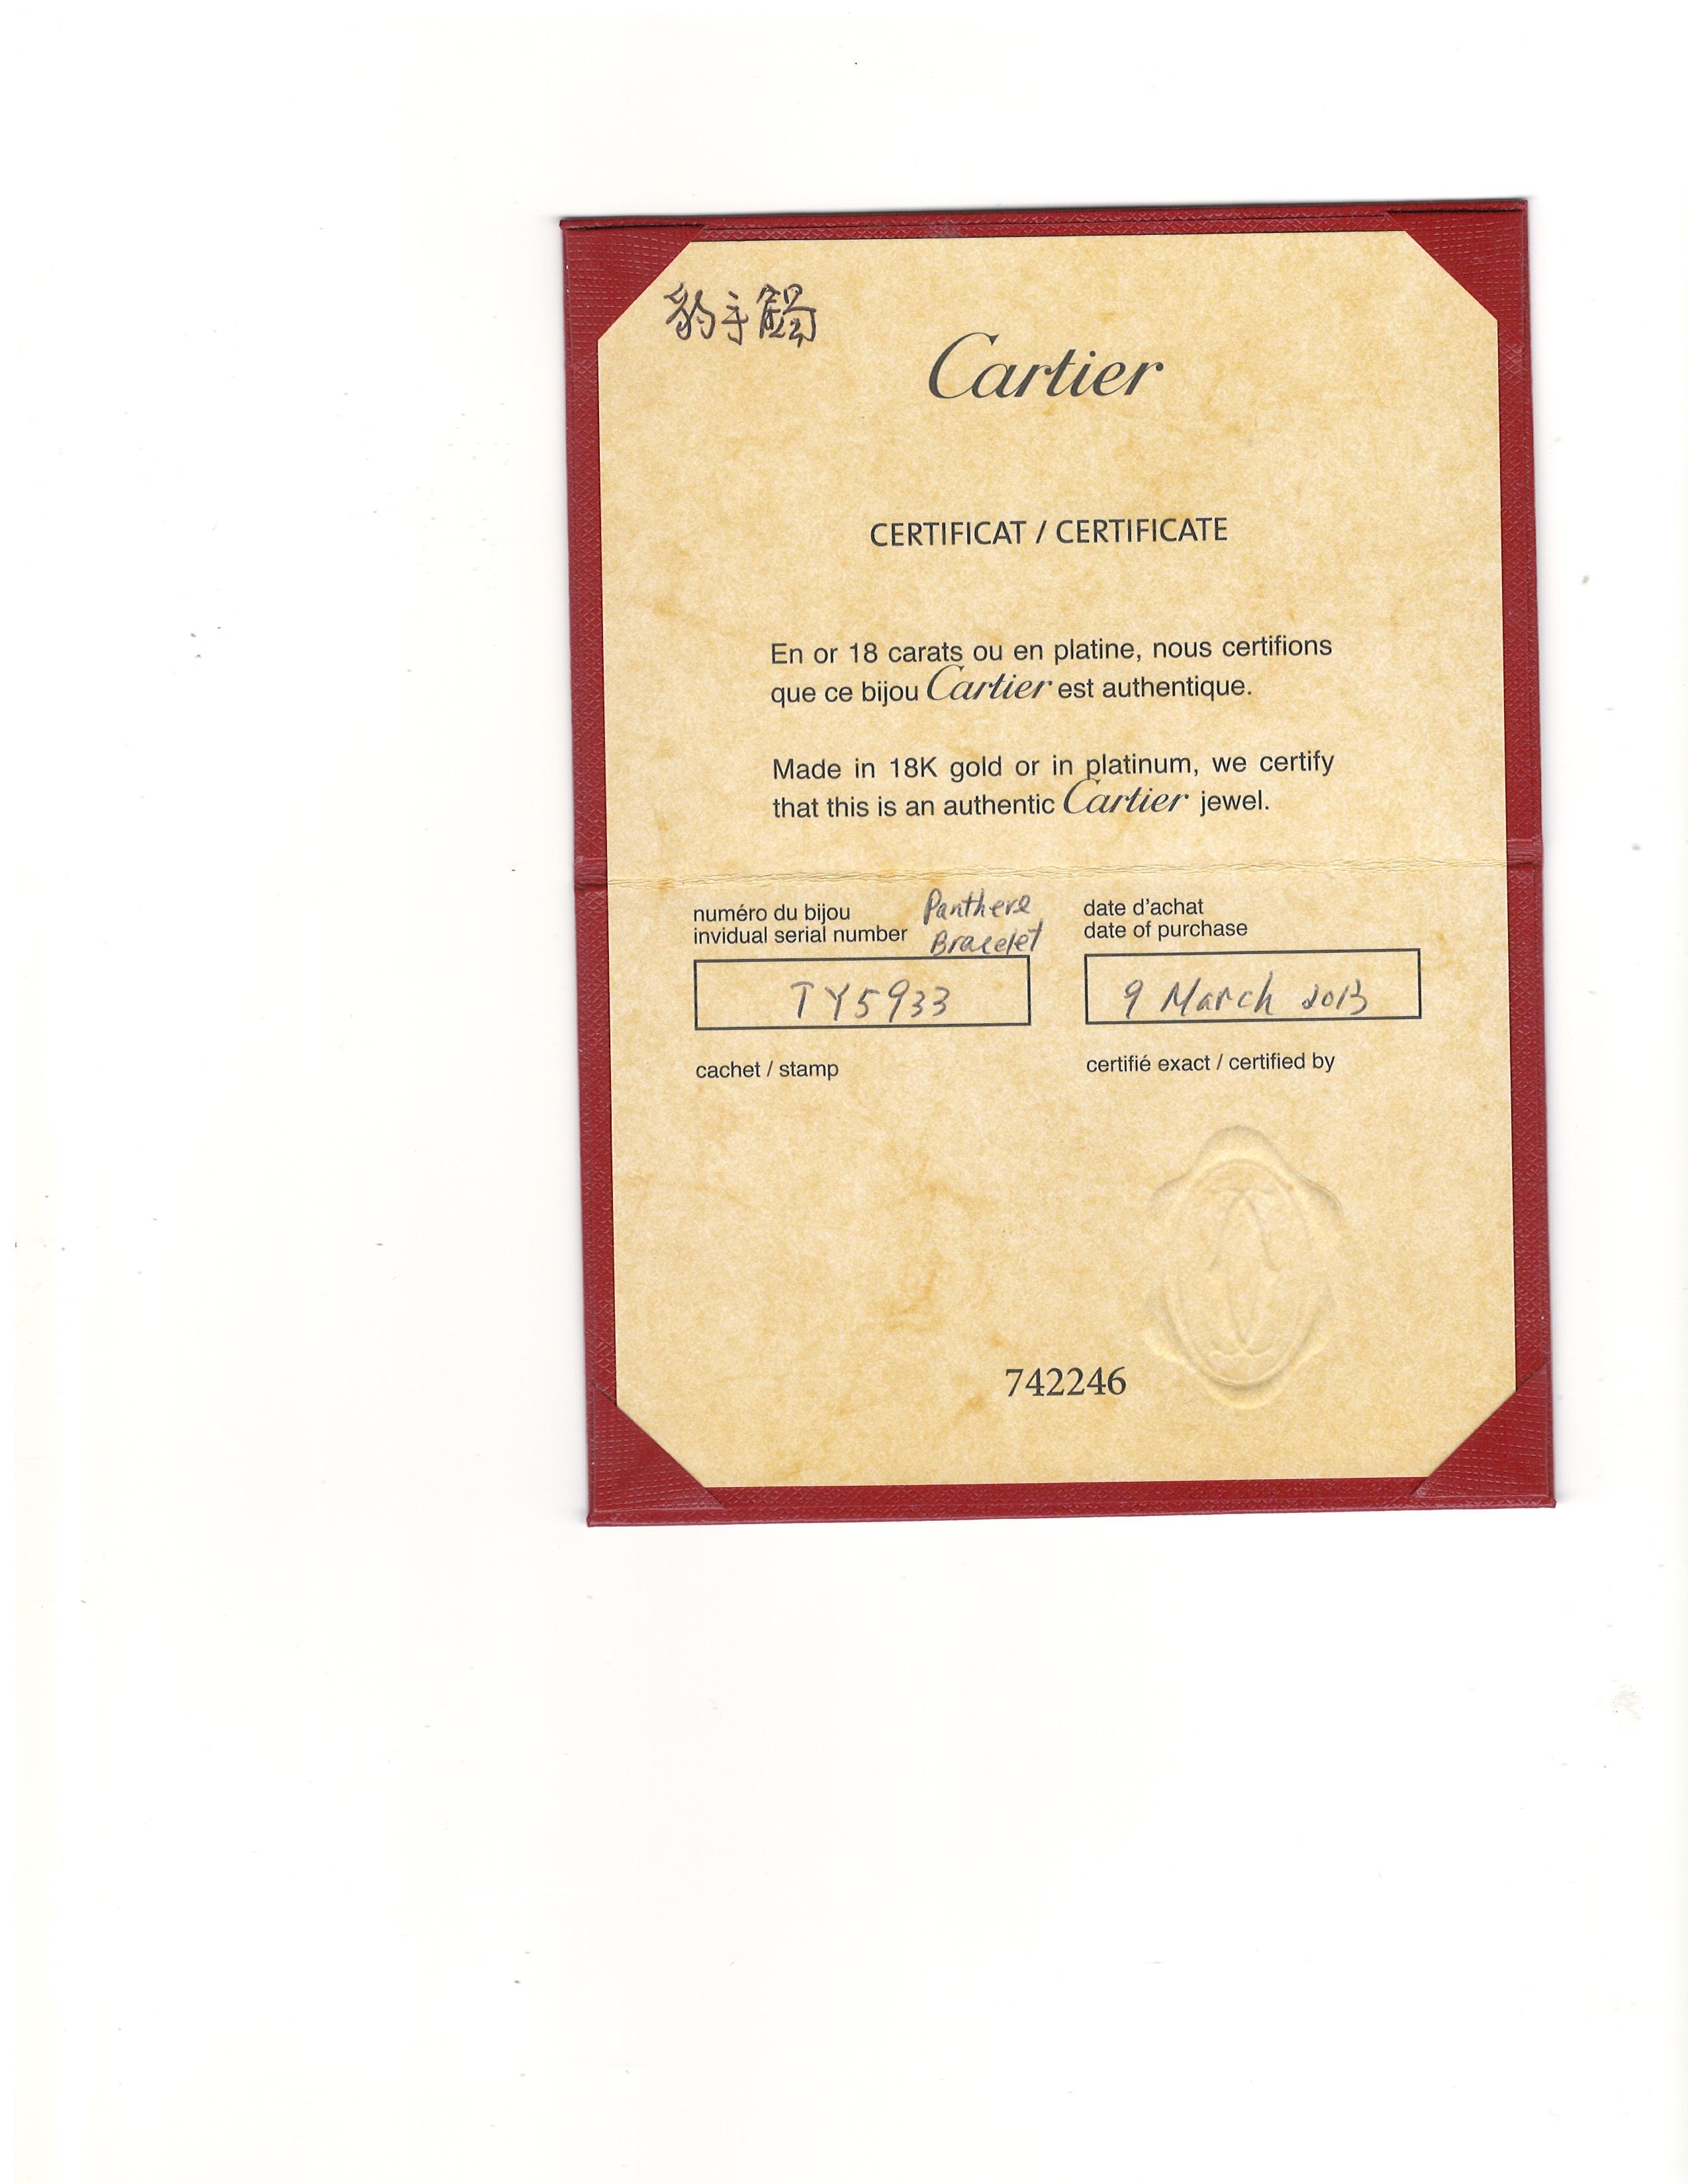 豹手鐲
Cartier
CERTIFICAT / CERTIFICATE
En or 18 carats ou en platine, nous certifions
que ce bijou Cartier est authentique.
Made in 18K gold or in platinum, we certify
that this is an authentic Cartier jewel.
numéro du bijou
invidual serial number
Panthere
Bracelet
TY5933
date d'achat
date of purchase
9 March 2013
cachet / stamp
certifié exact / certified by
742246